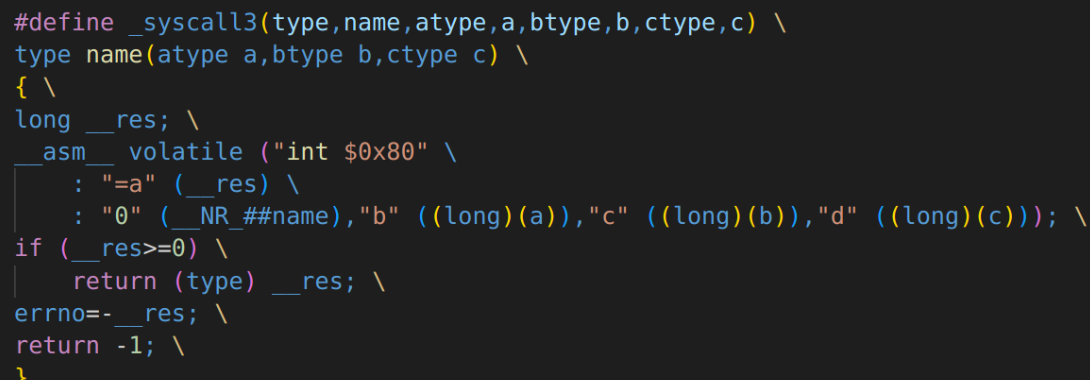 #define _syscall3(type,name,atype,a,btype,b,ctype,c) \
type name(atype a,btype b,ctype c) \
{ \
long __res; \
__asm__ volatile ("int $0x80" \
    : "=a" (__res) \
    : "0" (__NR_##name),"b" ((long)(a)),"c" ((long)(b)),"d" ((long)(c))); \
if (__res>=0) \
    return (type) __res; \
errno=-__res; \
return -1; \
}